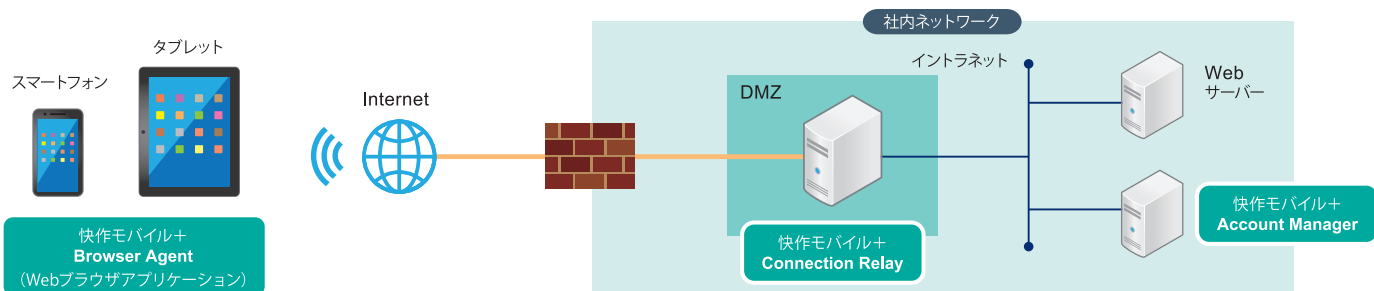 スマートフォン
タブレット
快作モバイル＋
Browser Agent
（Webブラウザアプリケーション）
Internet
社内ネットワーク
DMZ
快作モバイル＋
Connection Relay
イントラネット
Web
サーバー
快作モバイル＋
Account Manager